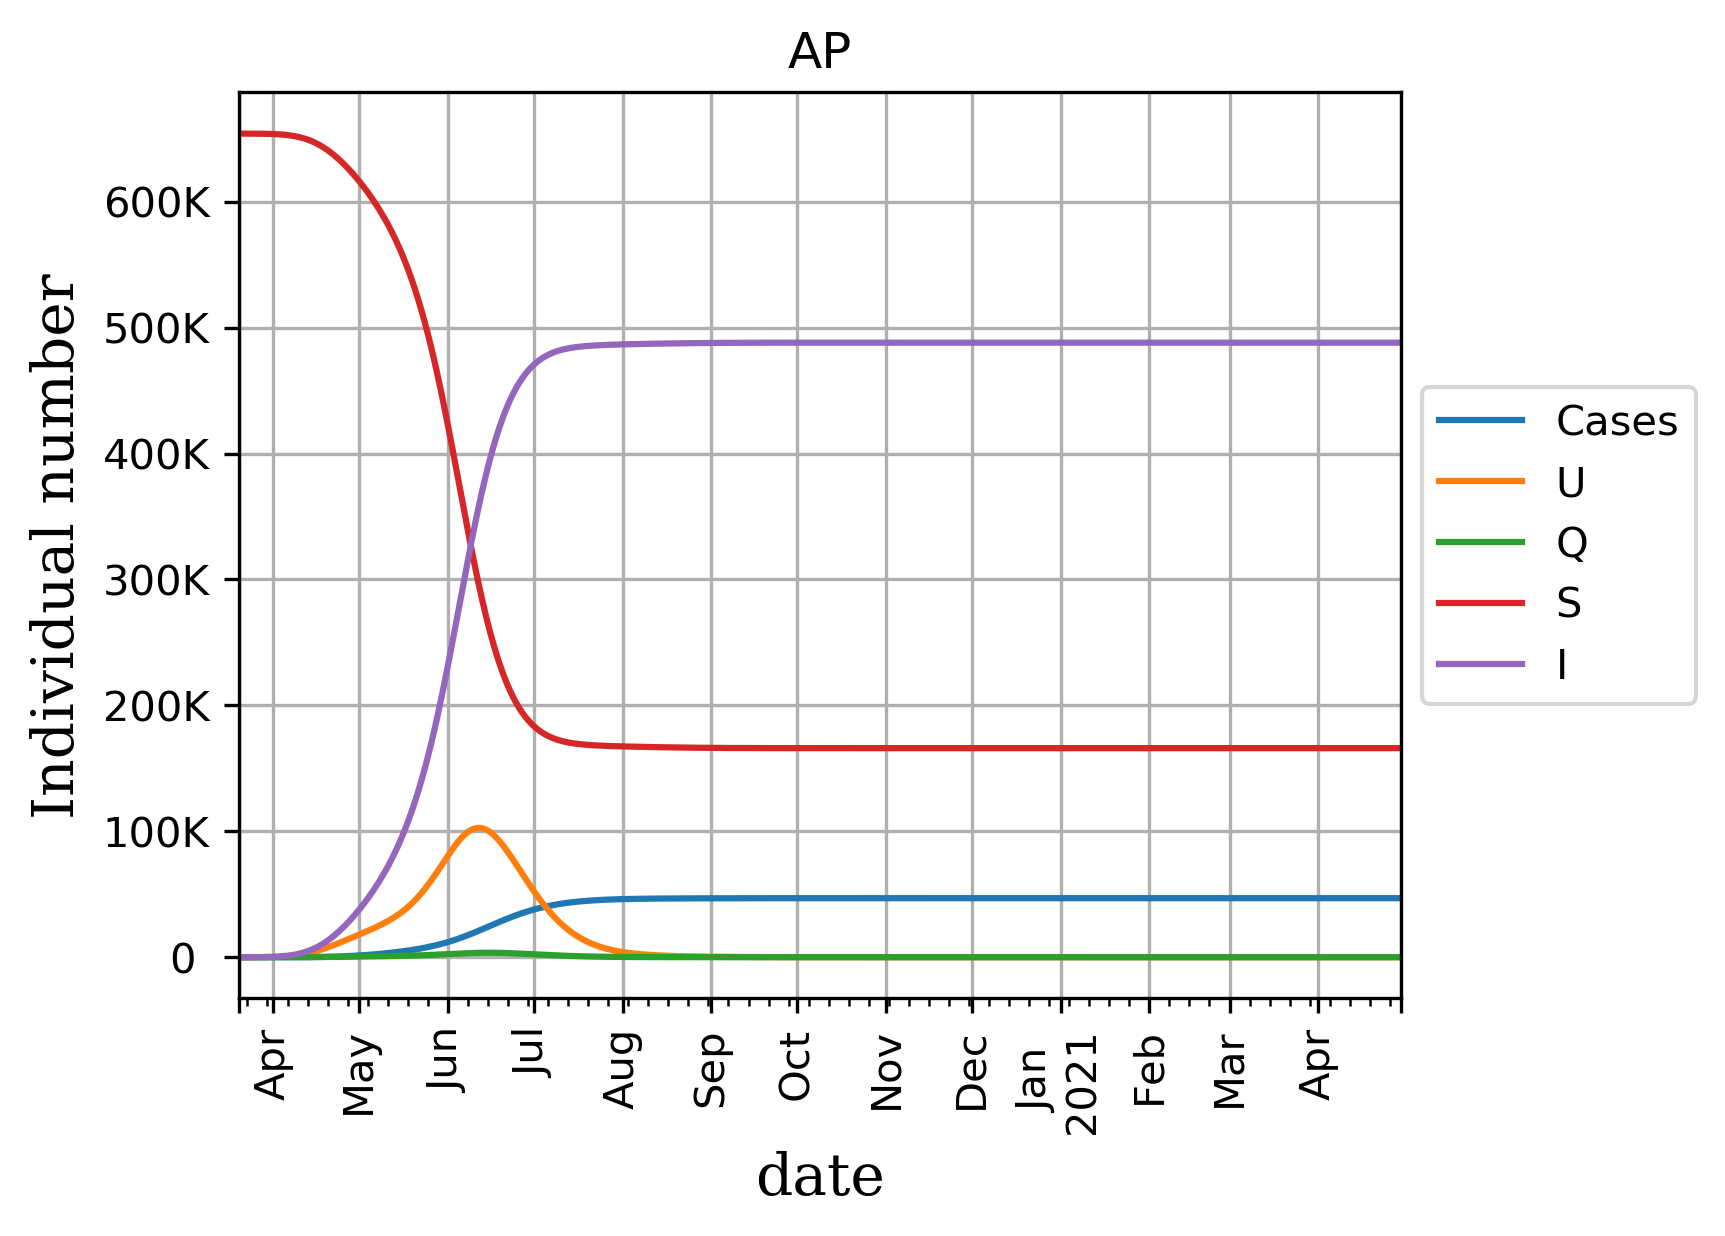 AP
Individual number
600K
500K
400K
300K
200K
100K
0
Apr
May
Jun
Jul
Aug
Sep
Oct
Nov
Dec
Jan
2021
Feb
Mar
Apr
date
Cases
U
Q
S
I